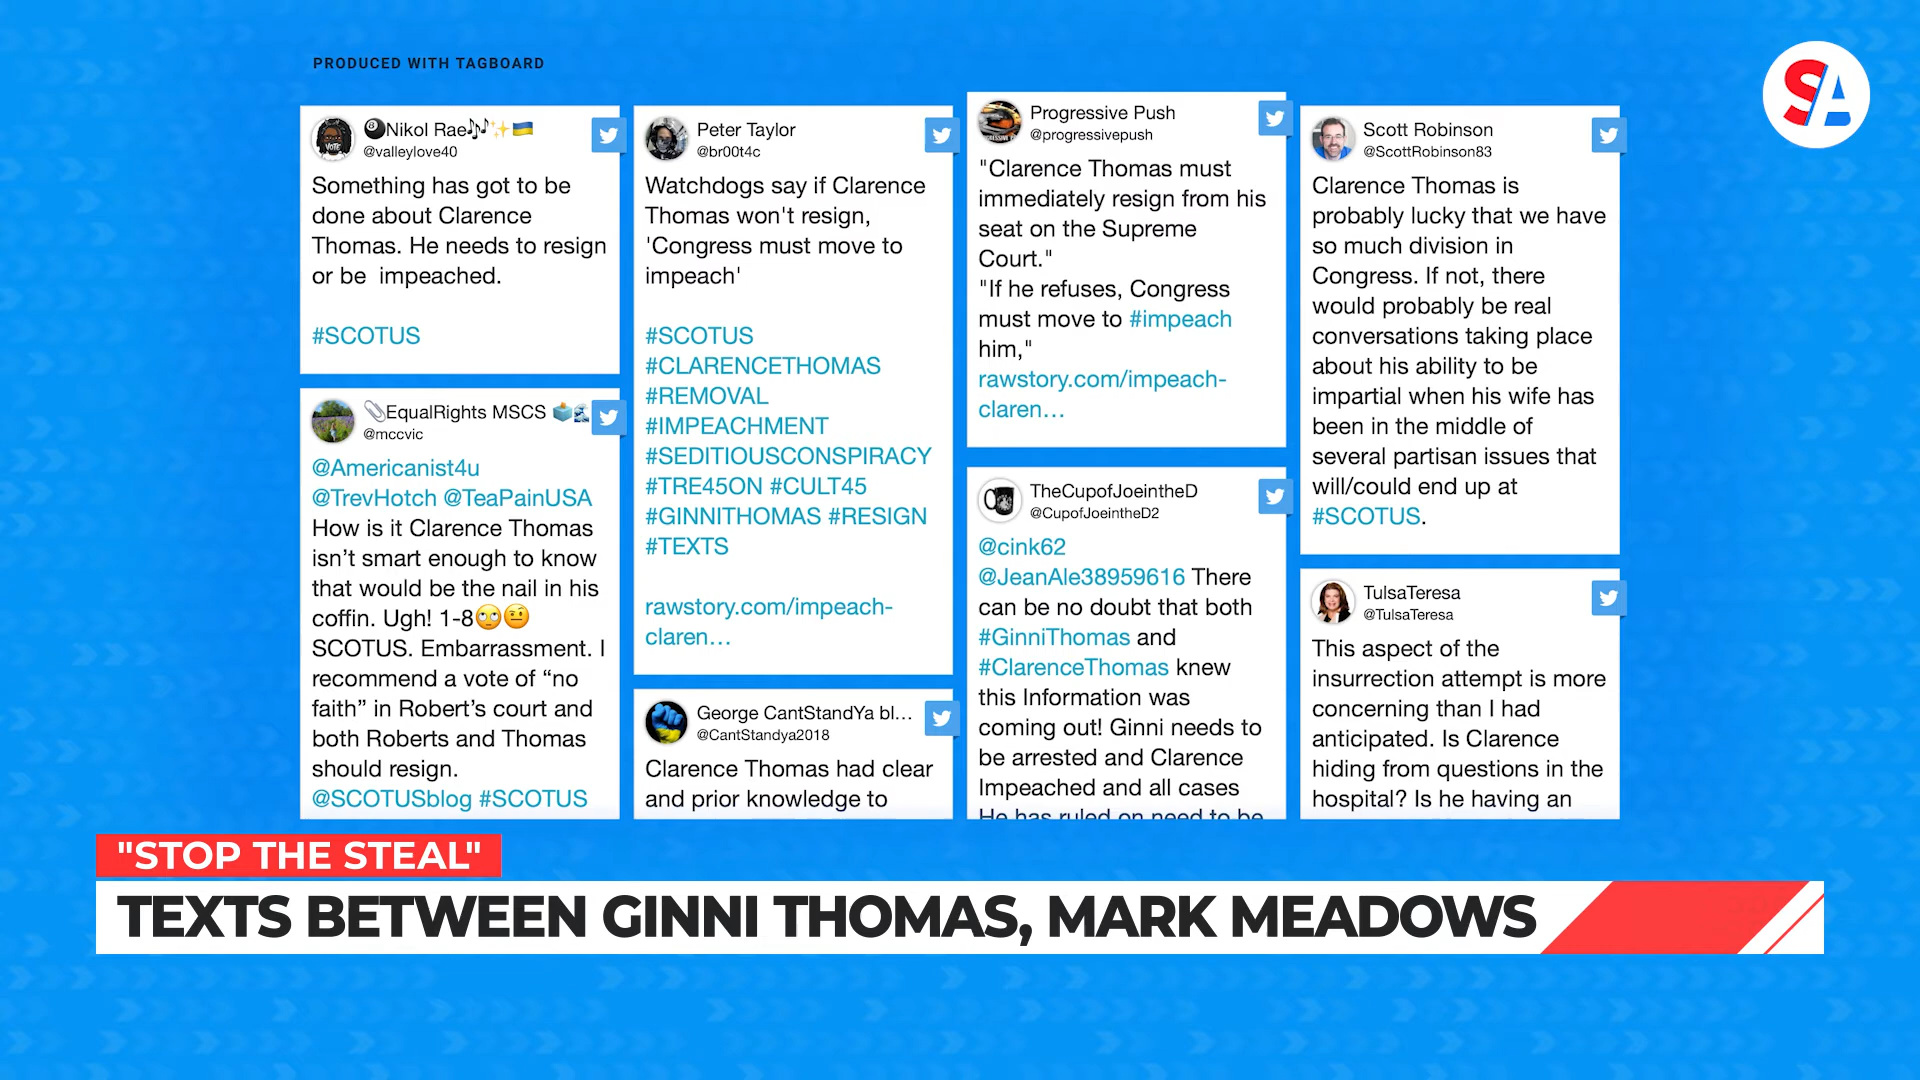 PRODUCED WITH TAGBOARD
SA
Nikol Rae
@valleylove40
Something has got to be
done about Clarence
Thomas. He needs to resign
or be impeached.
#SCOTUS
EqualRights MSCS
@mccvic
@Americanist4u
@TrevHotch @TeaPainUSA
How is it Clarence Thomas
isn't smart enough to know
that would be the nail in his
coffin. Ugh! 1-8🙄🤨
SCOTUS. Embarrassment. I
recommend a vote of “no
faith” in Robert’s court and
both Roberts and Thomas
should resign.
@SCOTUSblog #SCOTUS
Peter Taylor
@br00t4c
Watchdogs say if Clarence
Thomas won't resign,
'Congress must move to
impeach'
#SCOTUS
#CLARENCETHOMAS
#REMOVAL
#IMPEACHMENT
#SEDITIOUSCONSPIRACY
#TRE45ON #CULT45
#GINNITHOMAS #RESIGN
#TEXTS
rawstory.com/impeach-
claren…
George CantStandYa bl…
@CantStandya2018
Clarence Thomas had clear
and prior knowledge to
Progressive Push
@progressivepush
"Clarence Thomas must
immediately resign from his
seat on the Supreme
Court."
"If he refuses, Congress
must move to #impeach
him,"
rawstory.com/impeach-
claren…
TheCupofJoeintheD
@CupofJoeintheD2
@cink62
@JeanAle38959616 There
can be no doubt that both
#GinniThomas and
#ClarenceThomas knew
this Information was
coming out! Ginni needs to
be arrested and Clarence
Impeached and all cases
He has ruled on need to be
Scott Robinson
@ScottRobinson83
Clarence Thomas is
probably lucky that we have
so much division in
Congress. If not, there
would probably be real
conversations taking place
about his ability to be
impartial when his wife has
been in the middle of
several partisan issues that
will/could end up at
#SCOTUS.
TulsaTeresa
@TulsaTeresa
This aspect of the
insurrection attempt is more
concerning than I had
anticipated. Is Clarence
hiding from questions in the
hospital? Is he having an
"STOP THE STEAL"
TEXTS BETWEEN GINNI THOMAS, MARK MEADOWS